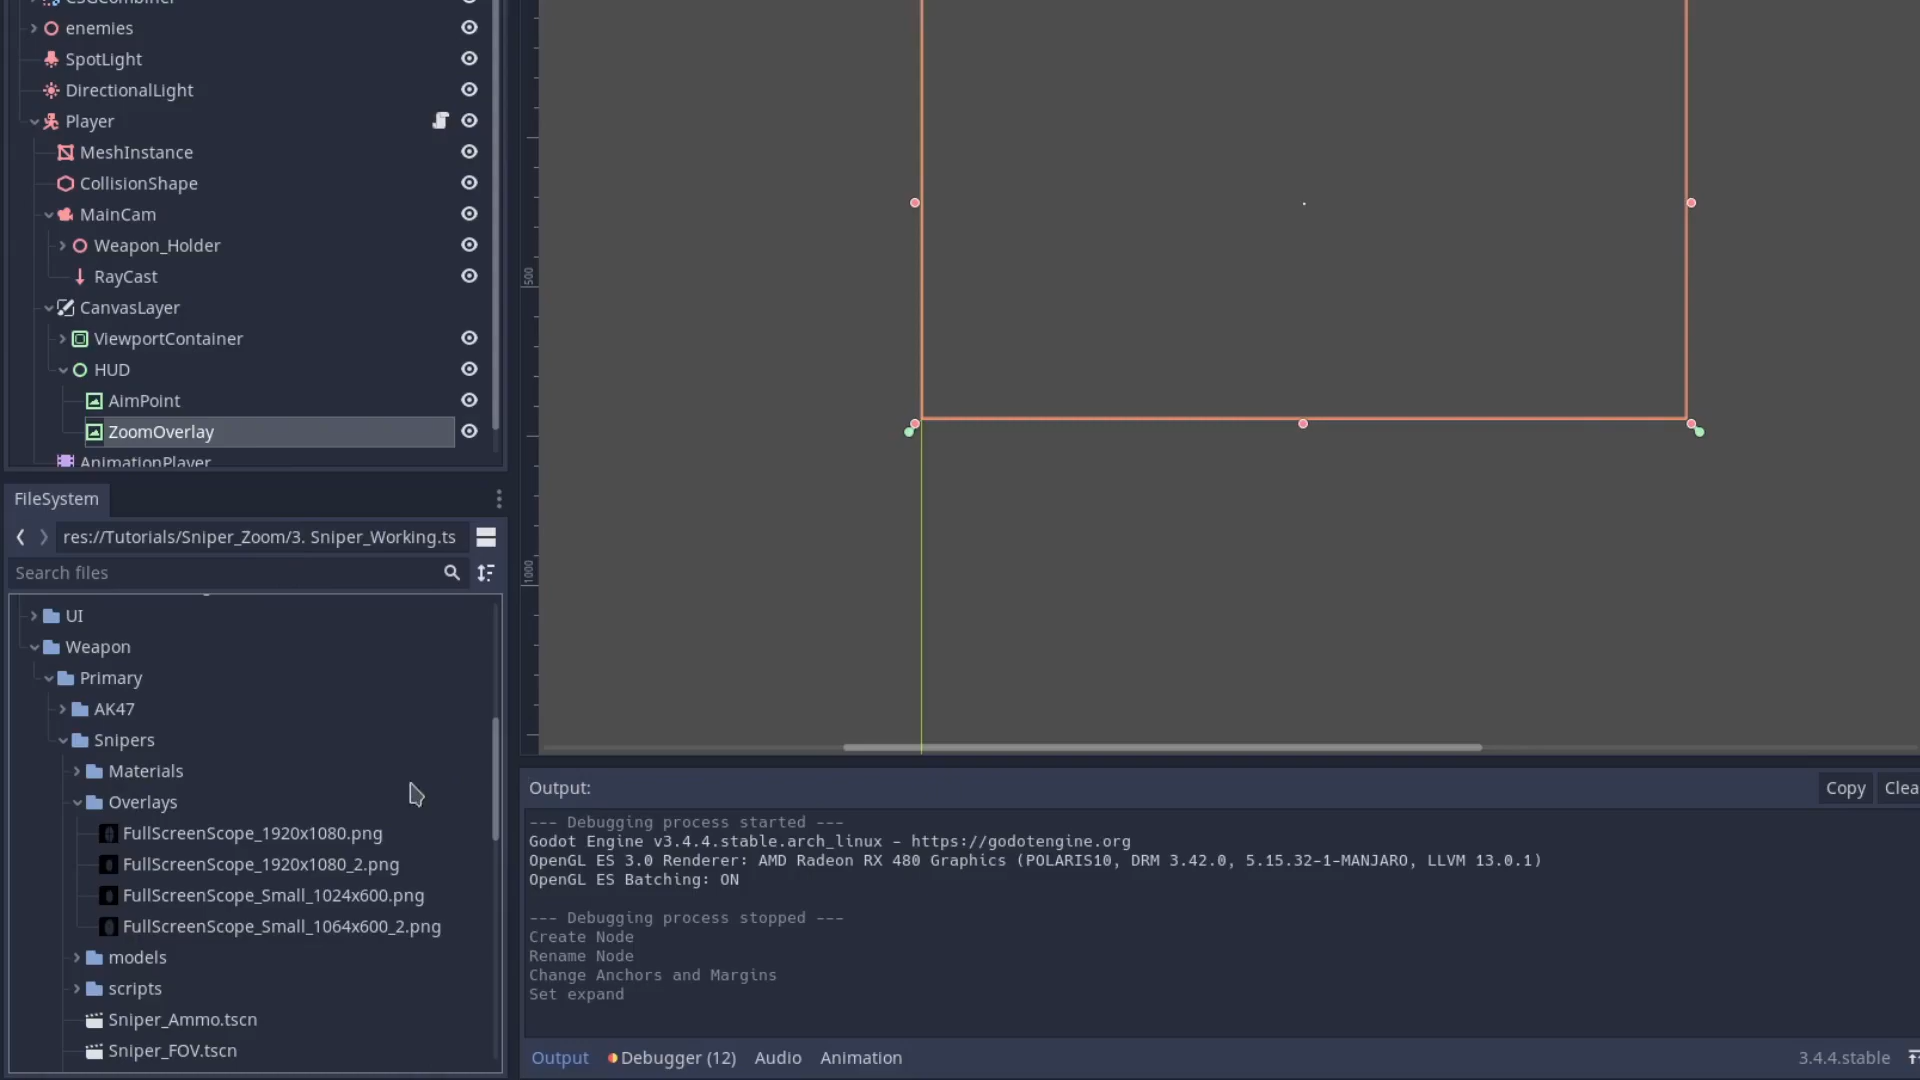 CSGCombiner
enemies
SpotLight
DirectionalLight
Player
MeshInstance
CollisionShape
MainCam
Weapon_Holder
RayCast
CanvasLayer
ViewportContainer
HUD
AimPoint
ZoomOverlay
AnimationPlayer
FileSystem
res://Tutorials/Sniper_Zoom/3. Sniper_Working.ts
Search files
UI
Weapon
Primary
AK47
Snipers
Materials
Overlays
FullScreenScope_1920x1080.png
FullScreenScope_1920x1080_2.png
FullScreenScope_Small_1024x600.png
FullScreenScope_Small_1064x600_2.png
models
scripts
Sniper_Ammo.tscn
Sniper_FOV.tscn
500
1000
Output:
Copy
Clea
--- Debugging process started ---
Godot Engine v3.4.4.stable.arch_linux - https://godotengine.org
OpenGL ES 3.0 Renderer: AMD Radeon RX 480 Graphics (POLARIS10, DRM 3.42.0, 5.15.32-1-MANJARO, LLVM 13.0.1)
OpenGL ES Batching: ON
--- Debugging process stopped ---
Create Node
Rename Node
Change Anchors and Margins
Set expand
Output
Debugger (12)
Audio
Animation
3.4.4.stable